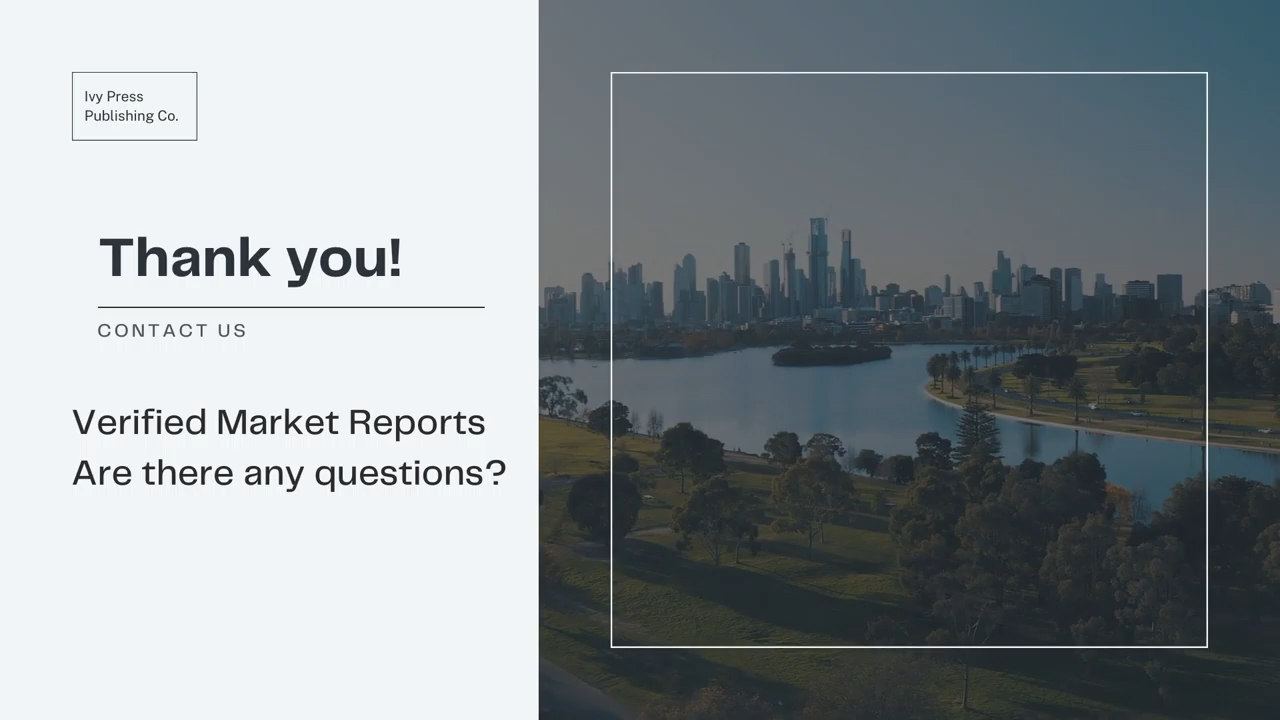 Ivy Press
Publishing Co.
Thank you!
CONTACT US
Verified Market Reports
Are there any questions?